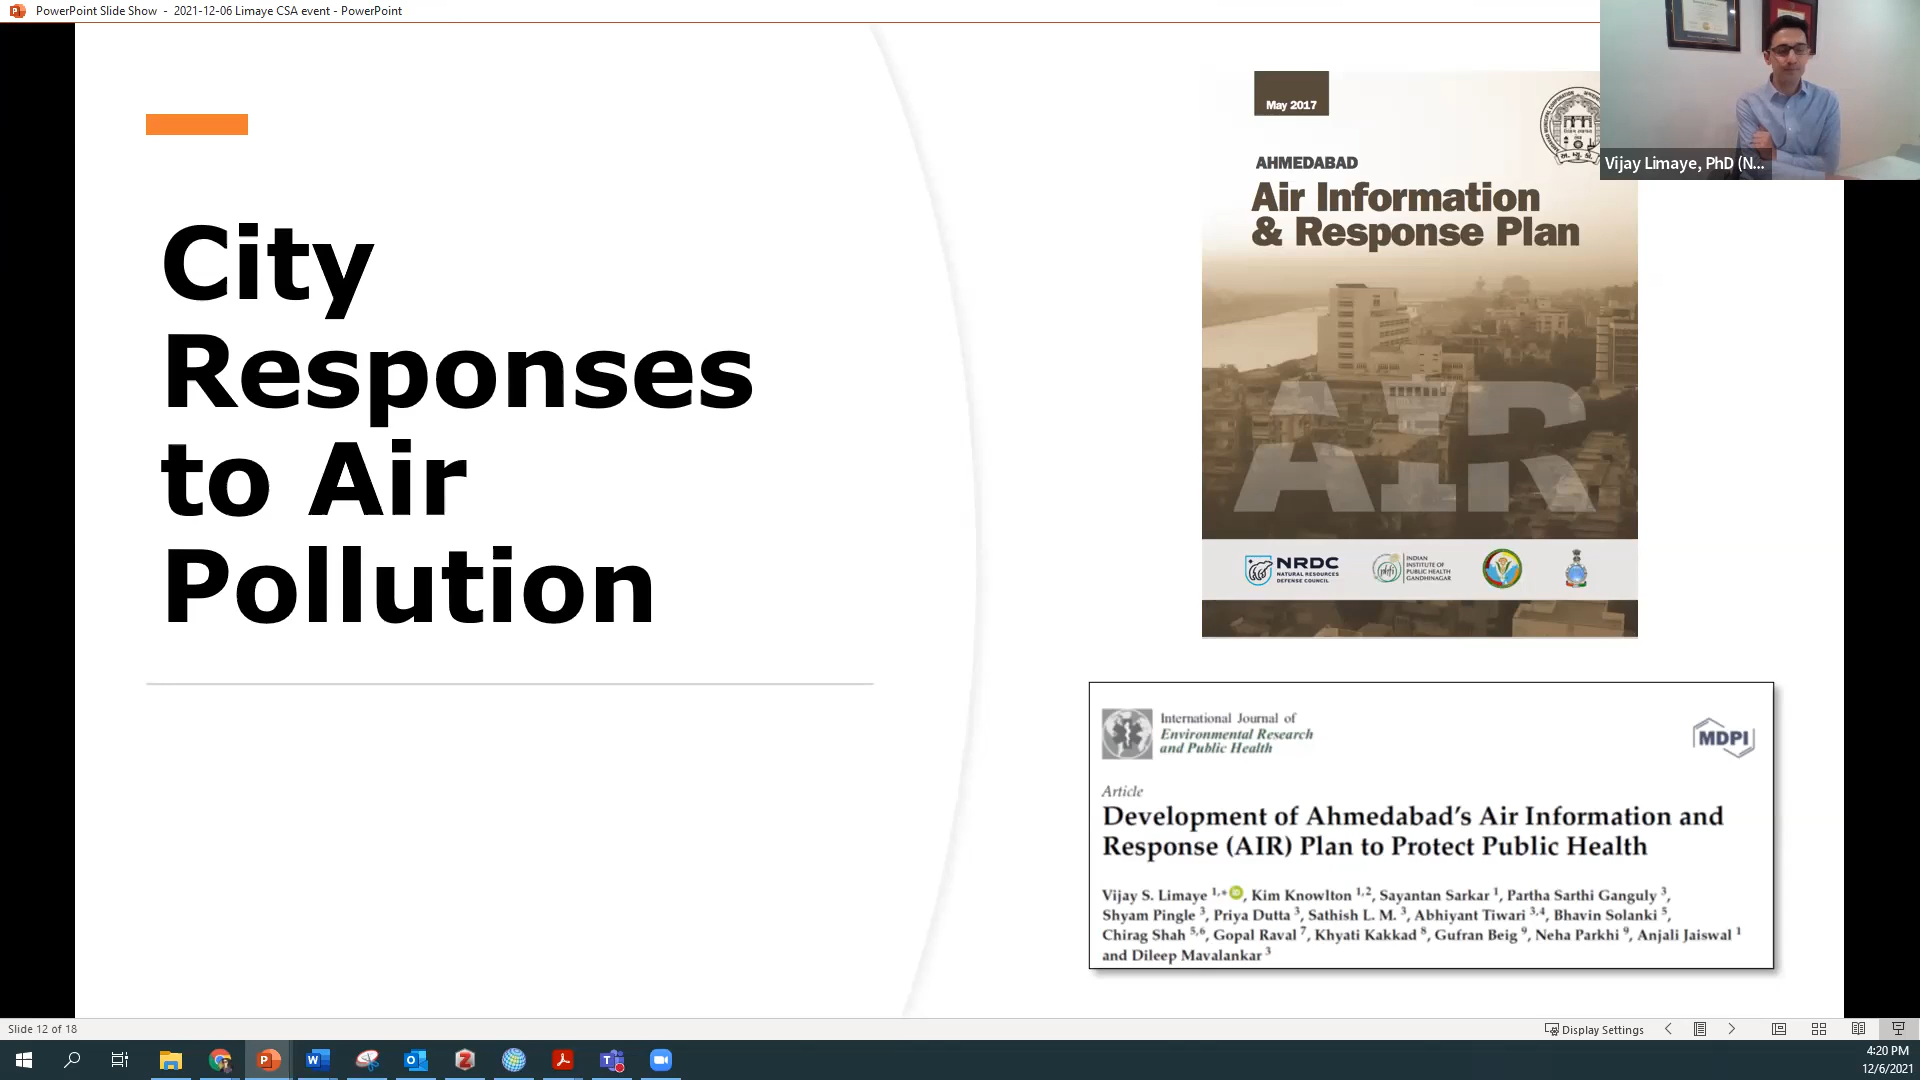 PowerPoint Slide Show - 2021-12-06 Limaye CSA event - PowerPoint
City
Responses
to Air
Pollution
May 2017
AHMEDABAD
Air Information
& Response Plan
AIR
NRDC
NATURAL RESOURCES
DEFENSE COUNCIL
phfi
INDIAN
INSTITUTE OF
PUBLIC HEALTH
GANDHINAGAR
Vijay Limaye, PhD (N...
International Journal of
Environmental Research
and Public Health
MDPI
Article
Development of Ahmedabad's Air Information and
Response (AIR) Plan to Protect Public Health
Vijay S. Limaye 1,* iD, Kim Knowlton 1,2, Sayantan Sarkar 1, Partha Sarthi Ganguly 3,
Shyam Pingle 3, Priya Dutta 3, Sathish L. M. 3, Abhiyant Tiwari 3,4, Bhavin Solanki 5,
Chirag Shah 5,6, Gopal Raval 7, Khyati Kakkad 8, Gufran Beig 9, Neha Parkhi 9, Anjali Jaiswal 1
and Dileep Mavalankar 3
Slide 12 of 18
Display Settings
4:20 PM
12/6/2021